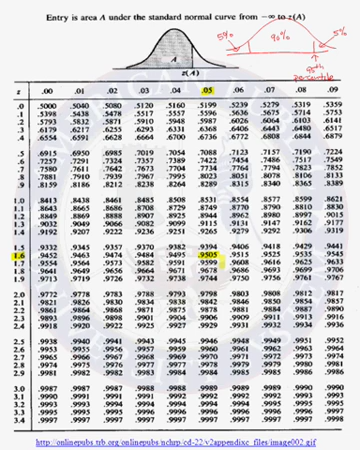 Entry is area A under the standard normal curve from −∞ to z(A)
5% 90% 5%
A
z(A)
95th
percentile
z .00 .01 .02 .03 .04 .05 .06 .07 .08 .09
.0 .5000 .5040 .5080 .5120 .5160 .5199 .5239 .5279 .5319 .5359
.1 .5398 .5438 .5478 .5517 .5557 .5596 .5636 .5675 .5714 .5753
.2 .5793 .5832 .5871 .5910 .5948 .5987 .6026 .6064 .6103 .6141
.3 .6179 .6217 .6255 .6293 .6331 .6368 .6406 .6443 .6480 .6517
.4 .6554 .6591 .6628 .6664 .6700 .6736 .6772 .6808 .6844 .6879
.5 .6915 .6950 .6985 .7019 .7054 .7088 .7123 .7157 .7190 .7224
.6 .7257 .7291 .7324 .7357 .7389 .7422 .7454 .7486 .7517 .7549
.7 .7580 .7611 .7642 .7673 .7704 .7734 .7764 .7794 .7823 .7852
.8 .7881 .7910 .7939 .7967 .7995 .8023 .8051 .8078 .8106 .8133
.9 .8159 .8186 .8212 .8238 .8264 .8289 .8315 .8340 .8365 .8389
1.0 .8413 .8438 .8461 .8485 .8508 .8531 .8554 .8577 .8599 .8621
1.1 .8643 .8665 .8686 .8708 .8729 .8749 .8770 .8790 .8810 .8830
1.2 .8849 .8869 .8888 .8907 .8925 .8944 .8962 .8980 .8997 .9015
1.3 .9032 .9049 .9066 .9082 .9099 .9115 .9131 .9147 .9162 .9177
1.4 .9192 .9207 .9222 .9236 .9251 .9265 .9279 .9292 .9306 .9319
1.5 .9332 .9345 .9357 .9370 .9382 .9394 .9406 .9418 .9429 .9441
1.6 .9452 .9463 .9474 .9484 .9495 .9505 .9515 .9525 .9535 .9545
1.7 .9554 .9564 .9573 .9582 .9591 .9599 .9608 .9616 .9625 .9633
1.8 .9641 .9649 .9656 .9664 .9671 .9678 .9686 .9693 .9699 .9706
1.9 .9713 .9719 .9726 .9732 .9738 .9744 .9750 .9756 .9761 .9767
2.0 .9772 .9778 .9783 .9788 .9793 .9798 .9803 .9808 .9812 .9817
2.1 .9821 .9826 .9830 .9834 .9838 .9842 .9846 .9850 .9854 .9857
2.2 .9861 .9864 .9868 .9871 .9875 .9878 .9881 .9884 .9887 .9890
2.3 .9893 .9896 .9898 .9901 .9904 .9906 .9909 .9911 .9913 .9916
2.4 .9918 .9920 .9922 .9925 .9927 .9929 .9931 .9932 .9934 .9936
2.5 .9938 .9940 .9941 .9943 .9945 .9946 .9948 .9949 .9951 .9952
2.6 .9953 .9955 .9956 .9957 .9959 .9960 .9961 .9962 .9963 .9964
2.7 .9965 .9966 .9967 .9968 .9969 .9970 .9971 .9972 .9973 .9974
2.8 .9974 .9975 .9976 .9977 .9977 .9978 .9979 .9979 .9980 .9981
2.9 .9981 .9982 .9982 .9983 .9984 .9984 .9985 .9985 .9986 .9986
3.0 .9987 .9987 .9987 .9988 .9988 .9989 .9989 .9989 .9990 .9990
3.1 .9990 .9991 .9991 .9991 .9992 .9992 .9992 .9992 .9993 .9993
3.2 .9993 .9993 .9994 .9994 .9994 .9994 .9994 .9995 .9995 .9995
3.3 .9995 .9995 .9995 .9996 .9996 .9996 .9996 .9996 .9996 .9997
3.4 .9997 .9997 .9997 .9997 .9997 .9997 .9997 .9997 .9997 .9998
http://onlinepubs.trb.org/onlinepubs/nchrp/cd-22/v2appendixc_files/image002.gif